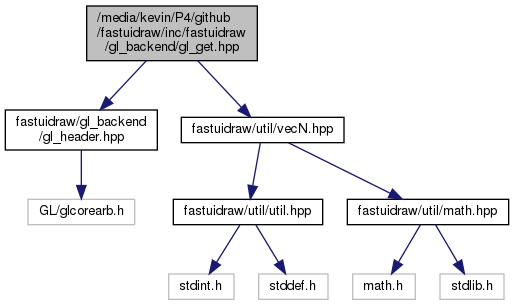 /media/kevin/P4/github
/fastuidraw/inc/fastuidraw
/gl_backend/gl_get.hpp
fastuidraw/gl_backend
/gl_header.hpp
fastuidraw/util/vecN.hpp
GL/glcorearb.h
fastuidraw/util/util.hpp
fastuidraw/util/math.hpp
stdint.h
stddef.h
math.h
stdlib.h